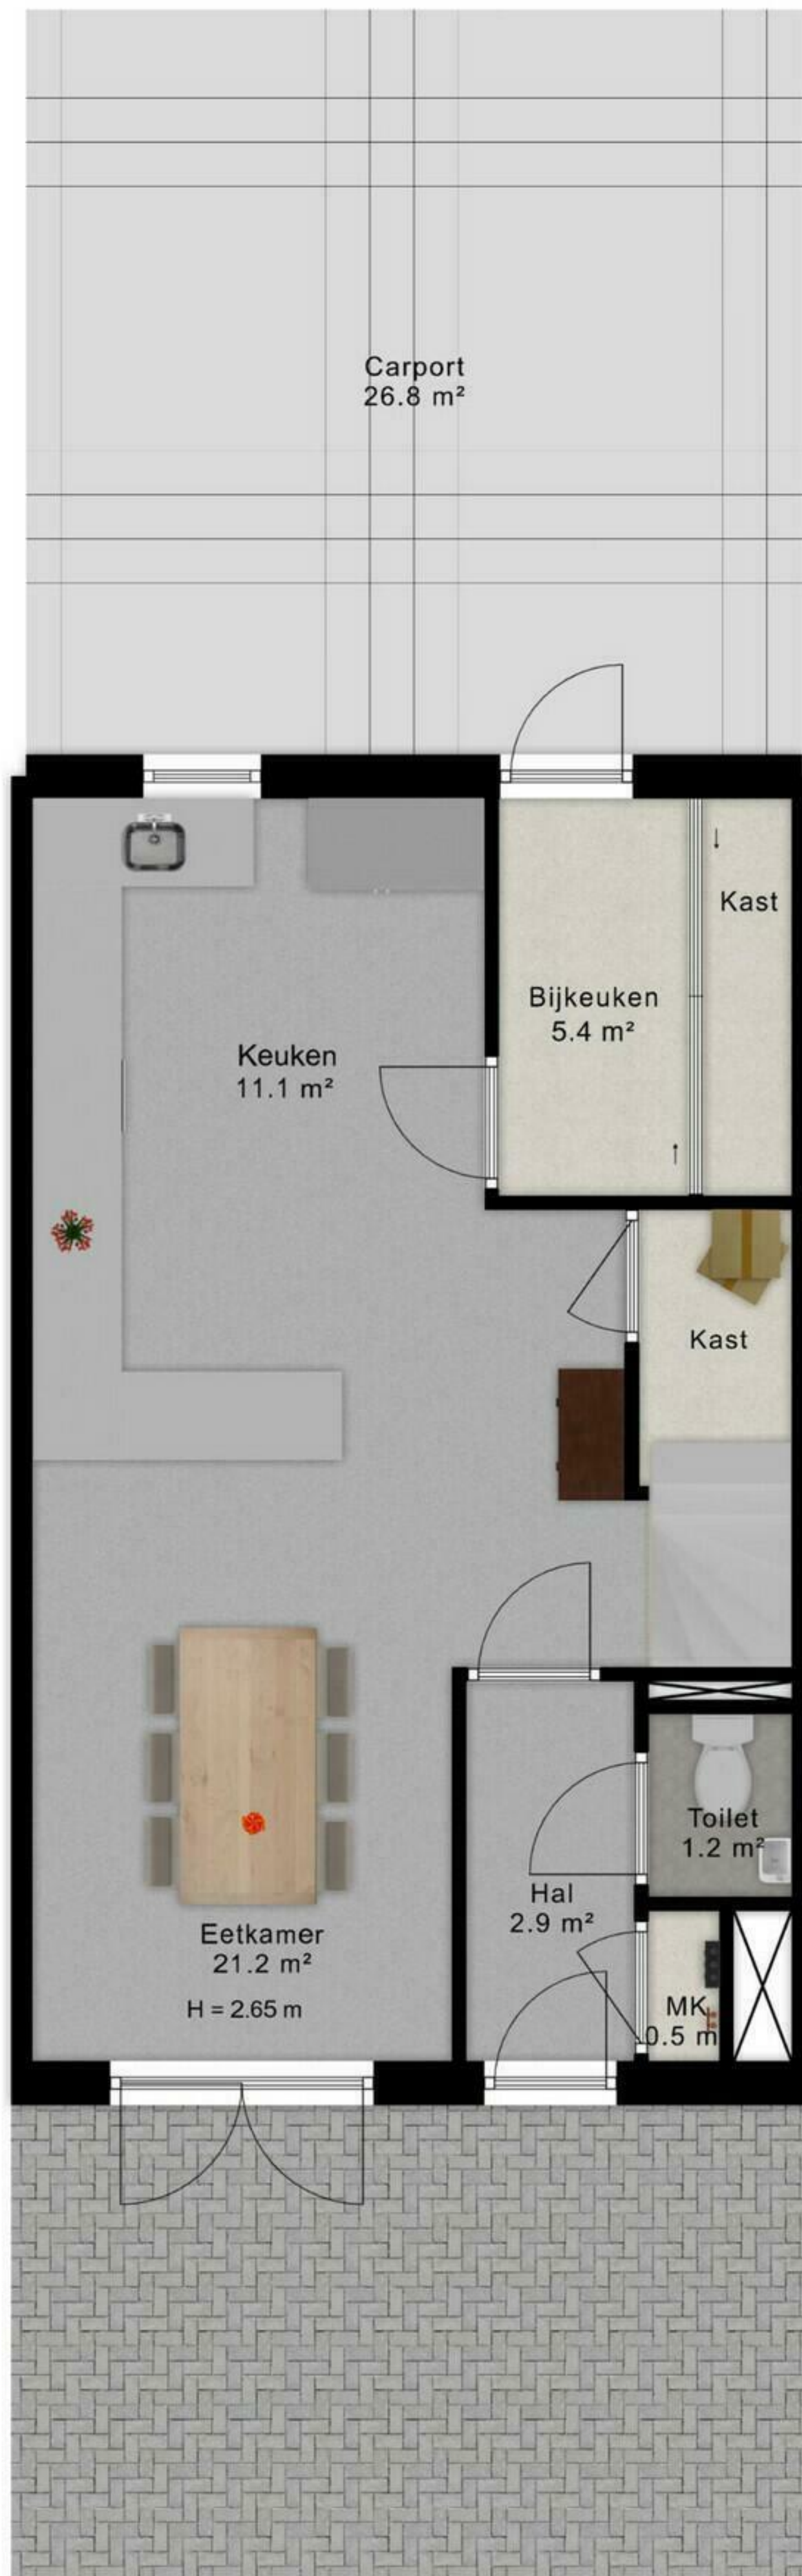 Carport
26.8 m²
Kast
Bijkeuken
5.4 m²
Keuken
11.1 m²
Kast
Toilet
1.2 m²
Hal
2.9 m²
Eetkamer
21.2 m²
H = 2.65 m
MK
0.5 m